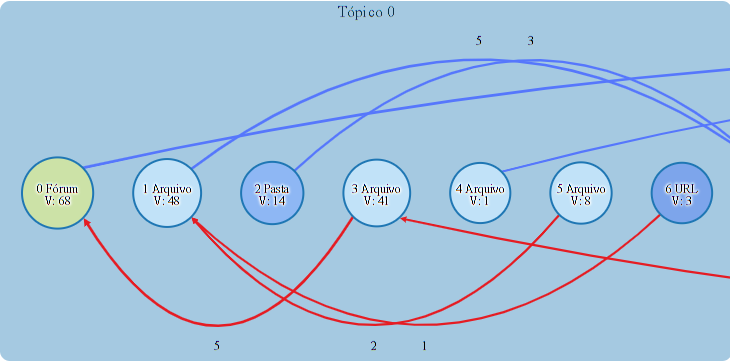 Tópico 0
5
3
0 Fórum
V: 68
1 Arquivo
V: 48
2 Pasta
V: 14
3 Arquivo
V: 41
4 Arquivo
V: 1
5 Arquivo
V: 8
6 URL
V: 3
5
2
1